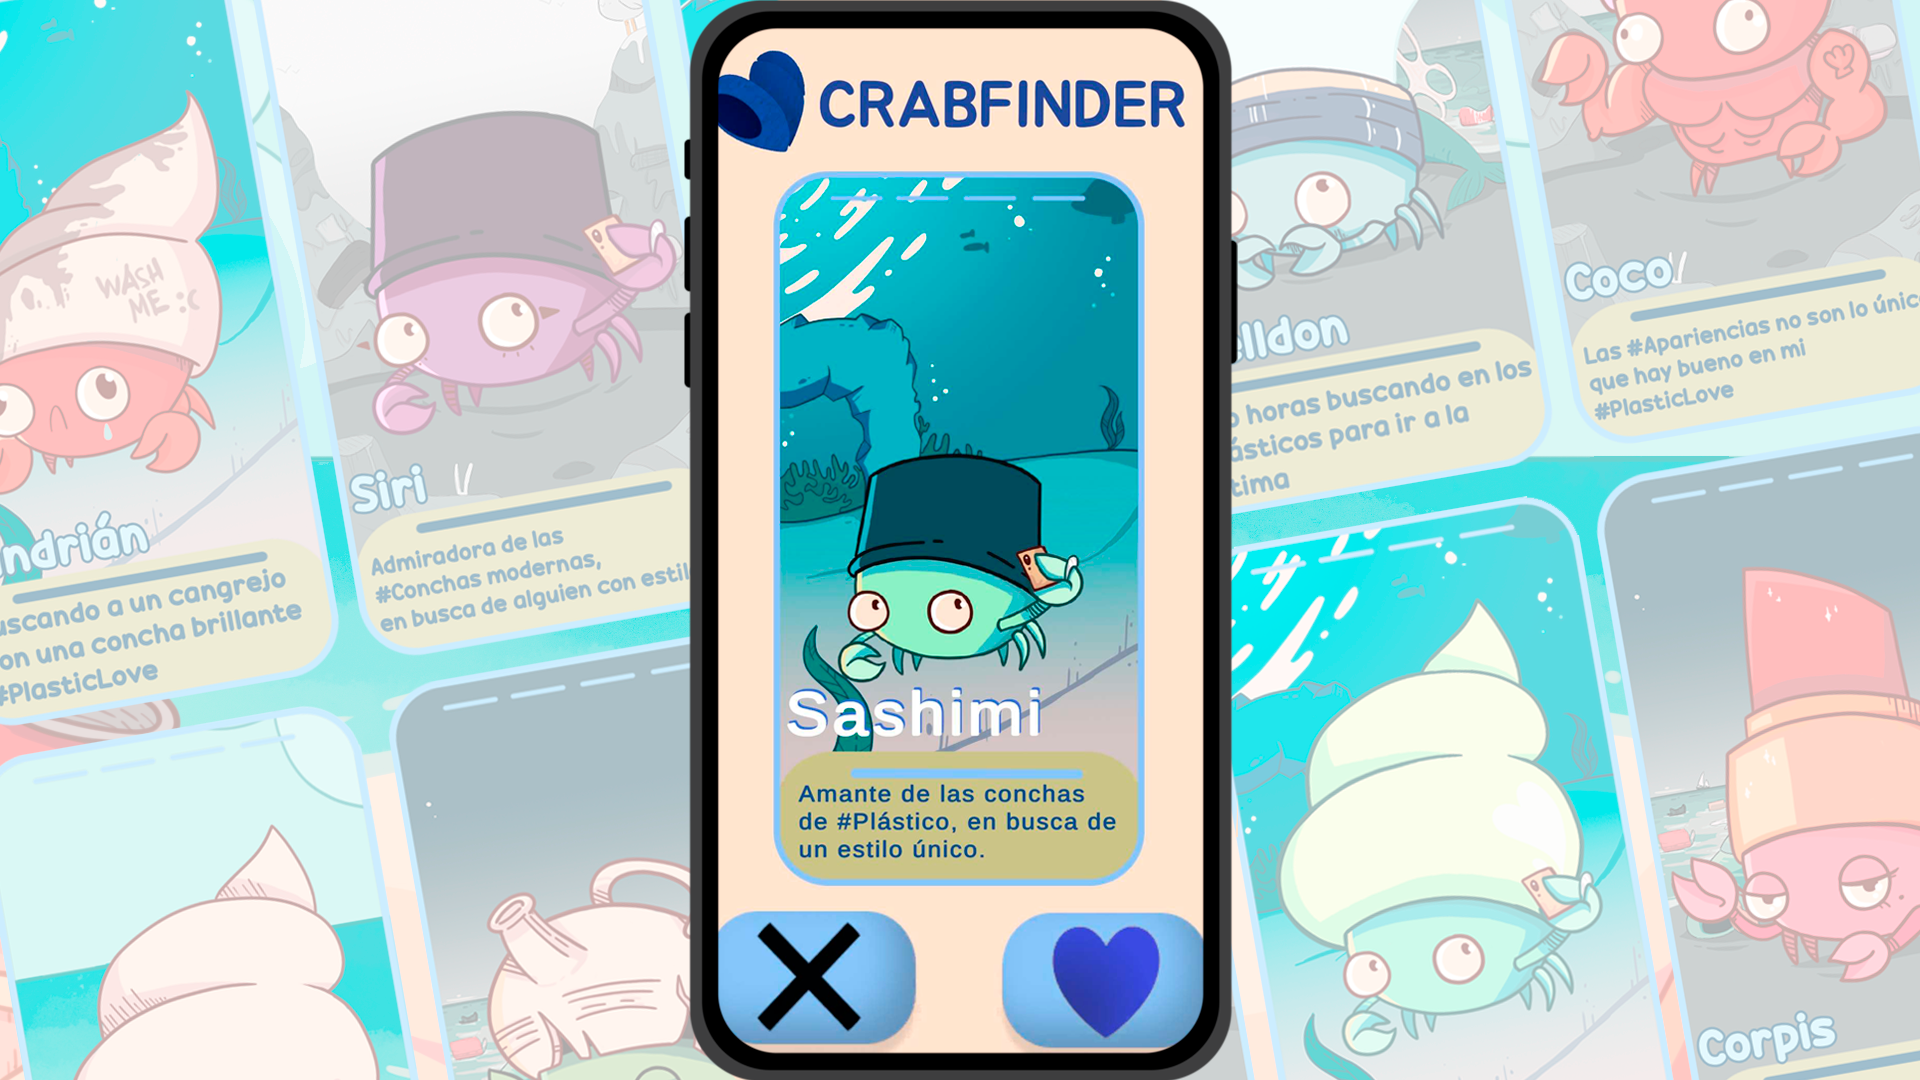 CRABFINDER
Sashimi
Amante de las conchas
de #Plástico, en busca de
un estilo único.
WASH
ME :C
ndrián
uscando a un cangrejo
on una concha brillante
#PlasticLove
Siri
Admiradora de las
#Conchas modernas,
en busca de alguien con estil
elldon
o horas buscando en los
ásticos para ir a la
tima
Coco
Las #Apariencias no son lo únic
que hay bueno en mi
#PlasticLove
Corpis